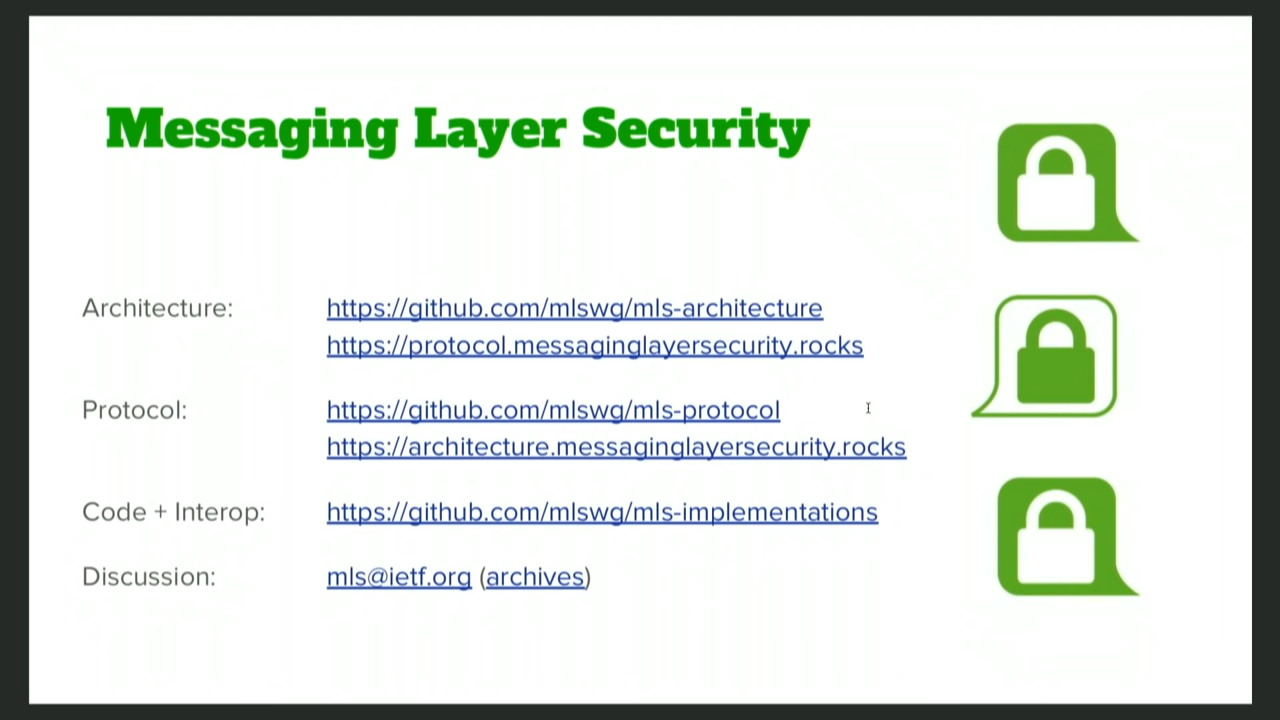 Messaging Layer Security
Architecture: https://github.com/mlswg/mls-architecture
https://protocol.messaginglayersecurity.rocks
Protocol: https://github.com/mlswg/mls-protocol
https://architecture.messaginglayersecurity.rocks
Code + Interop: https://github.com/mlswg/mls-implementations
Discussion: mls@ietf.org (archives)